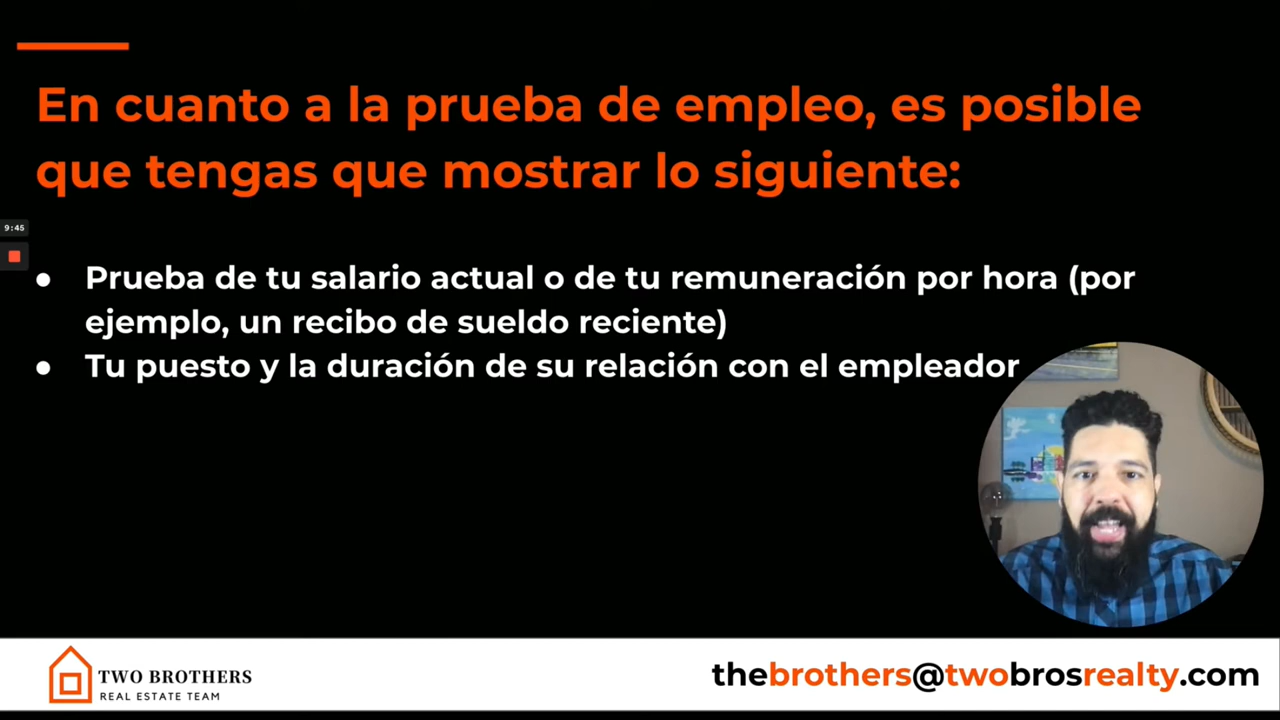 En cuanto a la prueba de empleo, es posible
que tengas que mostrar lo siguiente:
9:45
● Prueba de tu salario actual o de tu remuneración por hora (por
ejemplo, un recibo de sueldo reciente)
● Tu puesto y la duración de su relación con el empleador
TWO BROTHERS
REAL ESTATE TEAM
thebrothers@twobrosrealty.com